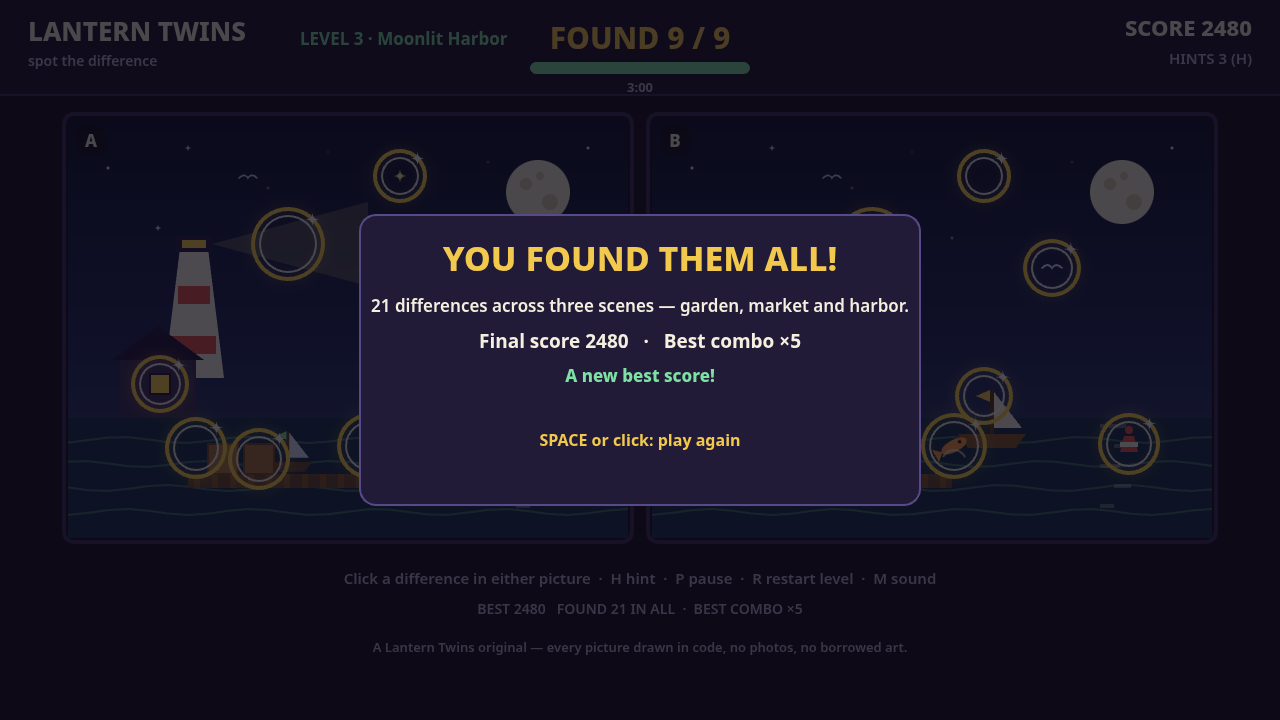 LANTERN TWINS
spot the difference
LEVEL 3 · Moonlit Harbor
FOUND 9 / 9
3:00
SCORE 2480
HINTS 3 (H)
A
B
YOU FOUND THEM ALL!
21 differences across three scenes — garden, market and harbor.
Final score 2480 · Best combo ×5
A new best score!
SPACE or click: play again
Click a difference in either picture · H hint · P pause · R restart level · M sound
BEST 2480 FOUND 21 IN ALL · BEST COMBO ×5
A Lantern Twins original — every picture drawn in code, no photos, no borrowed art.